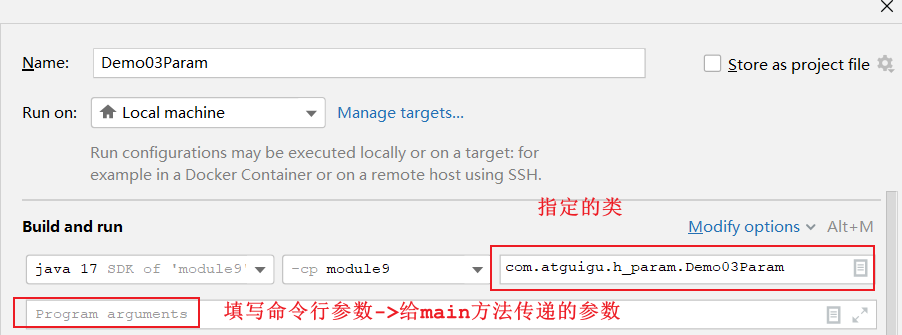 Name:
Demo03Param
Store as project file
Run on:
Local machine
Manage targets...
Run configurations may be executed locally or on a target: for
example in a Docker Container or on a remote host using SSH.
指定的类
Build and run
Modify options
Alt+M
java 17 SDK of 'module9'
-cp module9
com.atguigu.h_param.Demo03Param
Program arguments
填写命令行参数->给main方法传递的参数